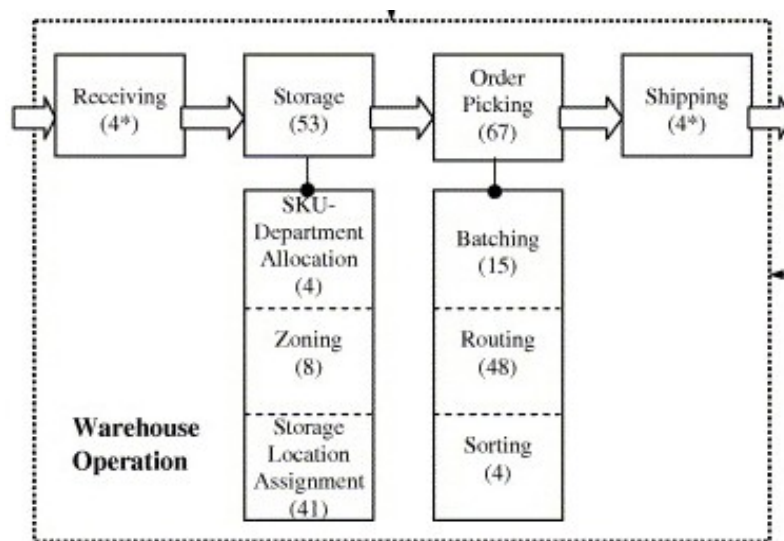 Receiving
(4*)
Storage
(53)
Order
Picking
(67)
Shipping
(4*)
SKU-
Department
Allocation
(4)
Zoning
(8)
Storage
Location
Assignment
(41)
Batching
(15)
Routing
(48)
Sorting
(4)
Warehouse
Operation